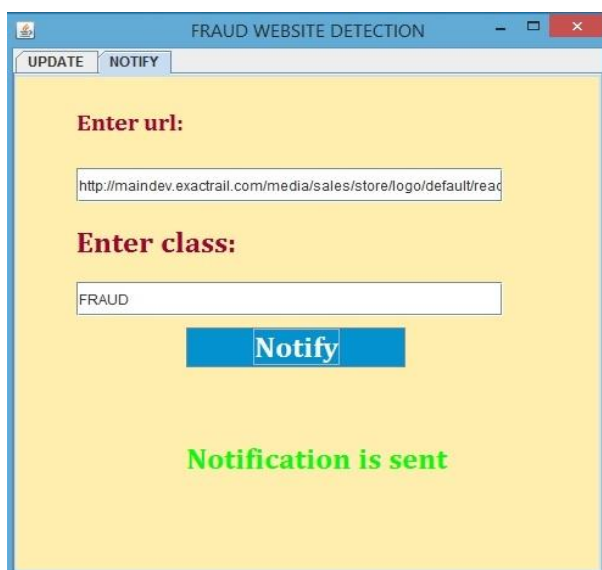 FRAUD WEBSITE DETECTION
UPDATE NOTIFY
Enter url:
http://maindev.exactrail.com/media/sales/store/logo/default/reac
Enter class:
FRAUD
Notify
Notification is sent